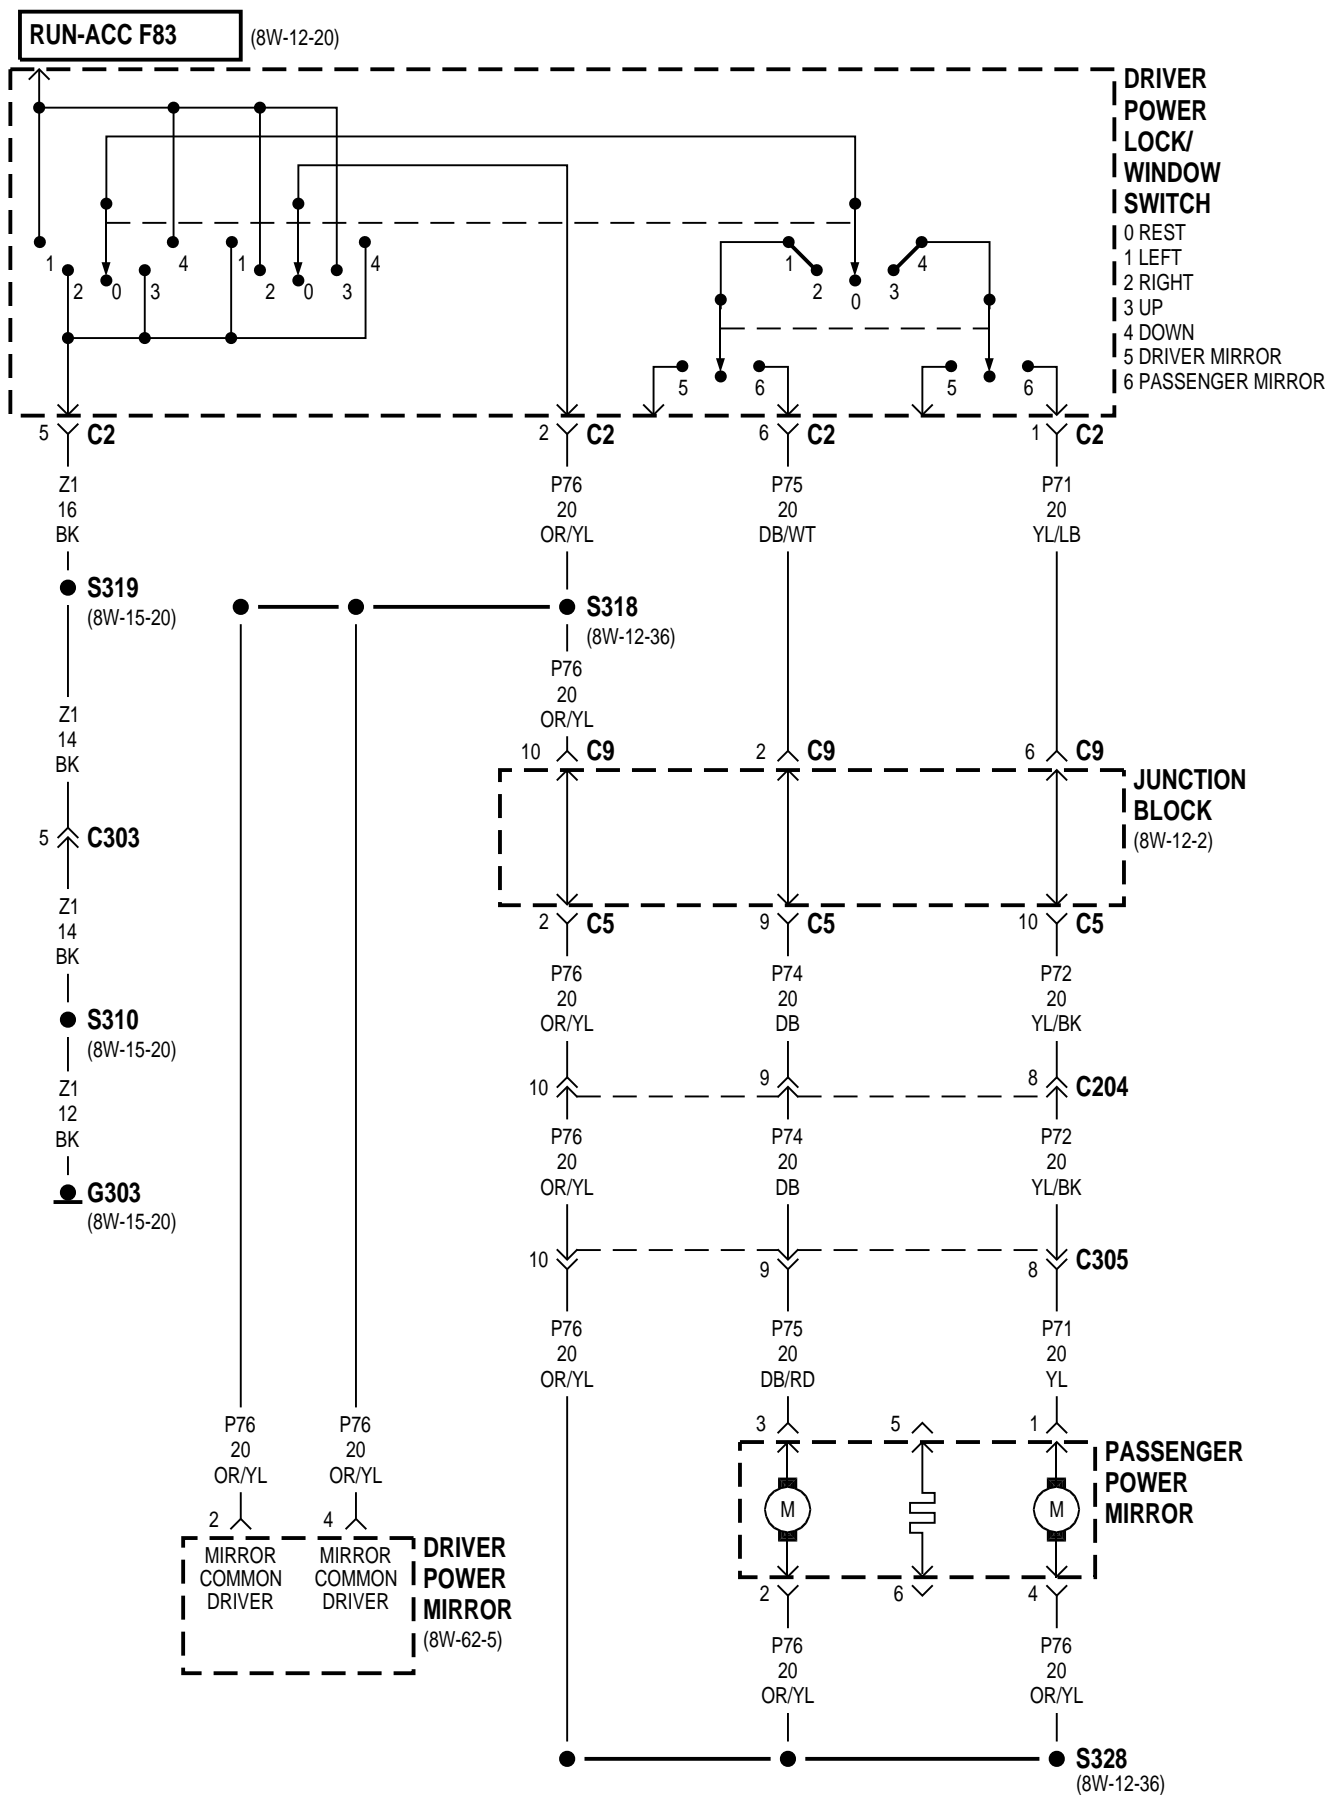 RUN-ACC F83 (8W-12-20)
DRIVER
POWER
LOCK/
WINDOW
SWITCH
0 REST
1 LEFT
2 RIGHT
3 UP
4 DOWN
5 DRIVER MIRROR
6 PASSENGER MIRROR
1 4 1 4 1 4
2 0 3 2 0 3 2 0 3
5 6 5 6
5 C2 2 C2 6 C2 1 C2
Z1 P76 P75 P71
16 20 20 20
BK OR/YL DB/WT YL/LB
S319
(8W-15-20)
S318
(8W-12-36)
P76
20
OR/YL
Z1
14
BK
10 C9 2 C9 6 C9
JUNCTION
BLOCK
(8W-12-2)
5 C303
Z1
14
BK
2 C5 9 C5 10 C5
P76 P74 P72
20 20 20
OR/YL DB YL/BK
S310
(8W-15-20)
10 9 8 C204
Z1
12
BK
P76 P74 P72
20 20 20
OR/YL DB YL/BK
G303
(8W-15-20)
10 9 8 C305
P76 P75 P71
20 20 20
OR/YL DB/RD YL
P76 P76
20 20
OR/YL OR/YL
3 5 1
PASSENGER
POWER
MIRROR
M M
2 4
MIRROR MIRROR
COMMON COMMON
DRIVER DRIVER
DRIVER
POWER
MIRROR
(8W-62-5)
2 6 4
P76 P76
20 20
OR/YL OR/YL
S328
(8W-12-36)